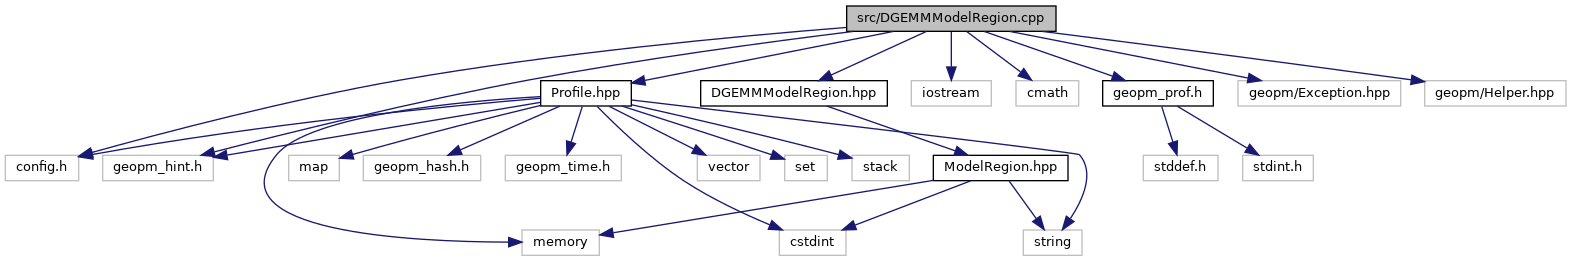 src/DGEMMModelRegion.cpp
Profile.hpp
DGEMMModelRegion.hpp
iostream
cmath
geopm_prof.h
geopm/Exception.hpp
geopm/Helper.hpp
config.h
geopm_hint.h
map
geopm_hash.h
geopm_time.h
vector
set
stack
ModelRegion.hpp
stddef.h
stdint.h
memory
cstdint
string